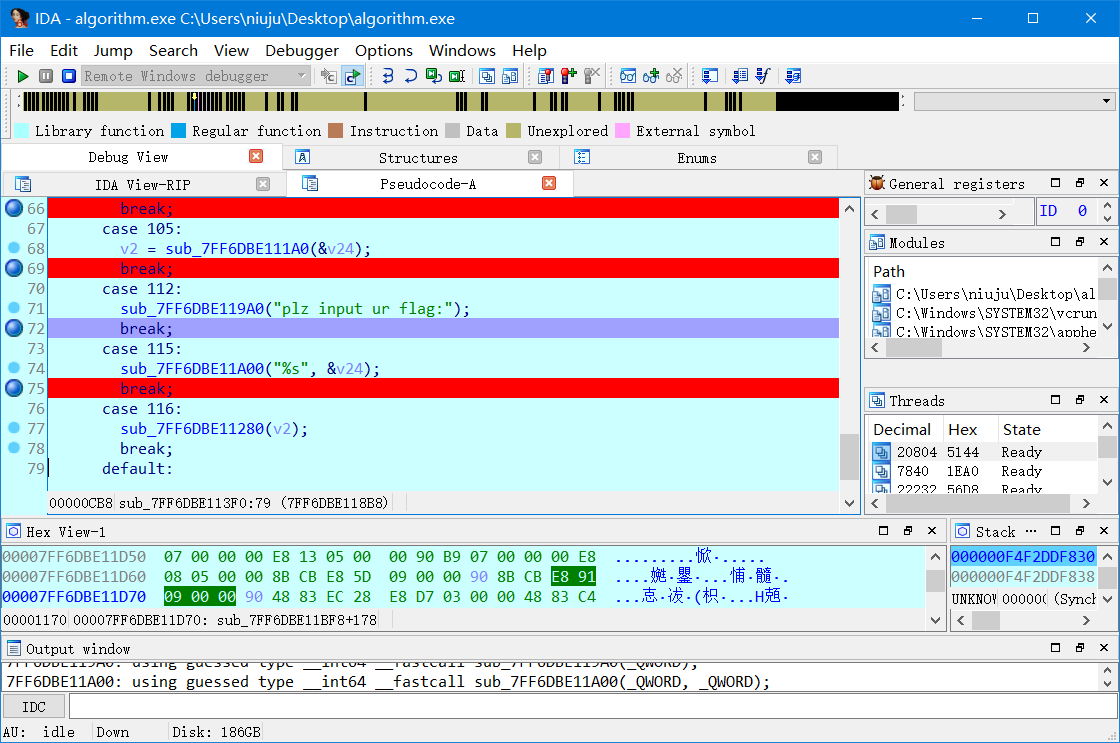 IDA - algorithm.exe C:\Users\niuju\Desktop\algorithm.exe
File Edit Jump Search View Debugger Options Windows Help
Remote Windows debugger
Library function Regular function Instruction Data Unexplored External symbol
Debug View Structures Enums
IDA View-RIP Pseudocode-A
66 break;
67 case 105:
68 v2 = sub_7FF6DBE111A0(&v24);
69 break;
70 case 112:
71 sub_7FF6DBE119A0("plz input ur flag:");
72 break;
73 case 115:
74 sub_7FF6DBE11A00("%s", &v24);
75 break;
76 case 116:
77 sub_7FF6DBE11280(v2);
78 break;
79 default:
00000CB8 sub_7FF6DBE113F0:79 (7FF6DBE118B8)
General registers
ID 0
Modules
Path
C:\Users\niuju\Desktop\al
C:\Windows\SYSTEM32\vcrun
C:\Windows\SYSTEM32\apphe
Threads
Decimal Hex State
20804 5144 Ready
7840 1EA0 Ready
22232 56D8 Ready
Hex View-1
00007FF6DBE11D50 07 00 00 00 E8 13 05 00 00 90 B9 07 00 00 00 E8
00007FF6DBE11D60 08 05 00 00 8B CB E8 5D 09 00 00 90 8B CB E8 91
00007FF6DBE11D70 09 00 00 90 48 83 EC 28 E8 D7 03 00 00 48 83 C4
00001170 00007FF6DBE11D70: sub_7FF6DBE11BF8+178
Stack ...
000000F4F2DDF830
000000F4F2DDF838
UNKNOW 000000 (Synch
Output window
7FF6DBE119A0: using guessed type __int64 __fastcall sub_7FF6DBE119A0(_QWORD);
7FF6DBE11A00: using guessed type __int64 __fastcall sub_7FF6DBE11A00(_QWORD, _QWORD);
IDC
AU: idle Down Disk: 186GB